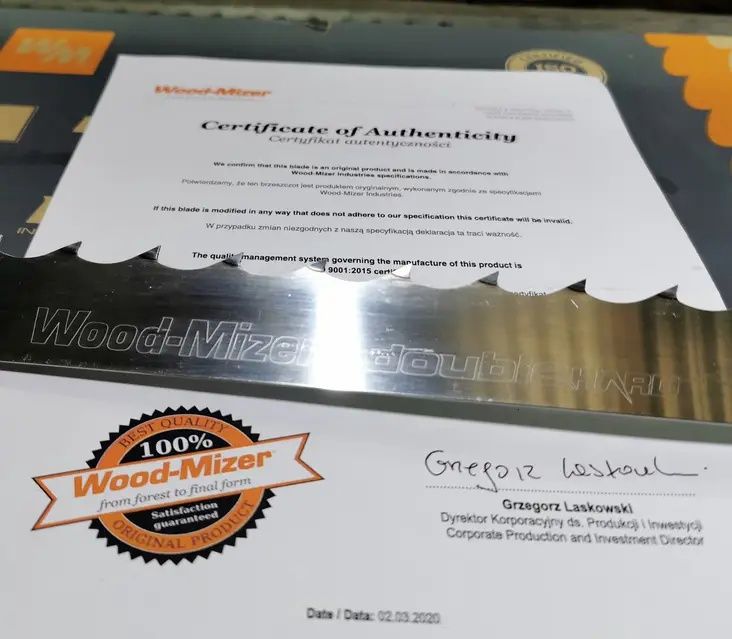 WM
CERTIFIED
ISO
Wood-Mizer
Certificate of Authenticity
Certyfikat autentyczności
We confirm that this blade is an original product and is made in accordance with
Wood-Mizer Industries specifications.
Potwierdzamy, że ten brzeszczot jest produktem oryginalnym, wykonanym zgodnie ze specyfikacjami
Wood-Mizer Industries.
If this blade is modified in any way that does not adhere to our specification this certificate will be invalid.
W przypadku zmian niezgodnych z naszą specyfikacją deklaracja ta traci ważność.
The quality management system governing the manufacture of this product is
9001:2015
IN
Wood-Mizer doubleHARD
BEST QUALITY
100%
Wood-Mizer
from forest to final form
Satisfaction
guaranteed
ORIGINAL PRODUCT
Grzegorz Laskowski
Dyrektor Korporacyjny ds. Produkcji i Inwestycji
Corporate Production and Investment Director
Date / Data: 02.03.2020